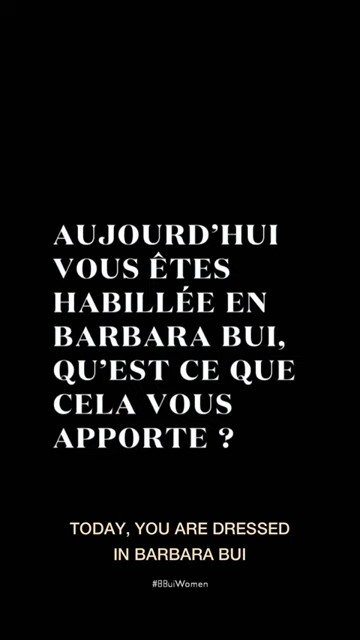 AUJOURD’HUI
VOUS ÊTES
HABILLÉE EN
BARBARA BUI,
QU’EST CE QUE
CELA VOUS
APPORTE ?
TODAY, YOU ARE DRESSED
IN BARBARA BUI
#BBuiWomen